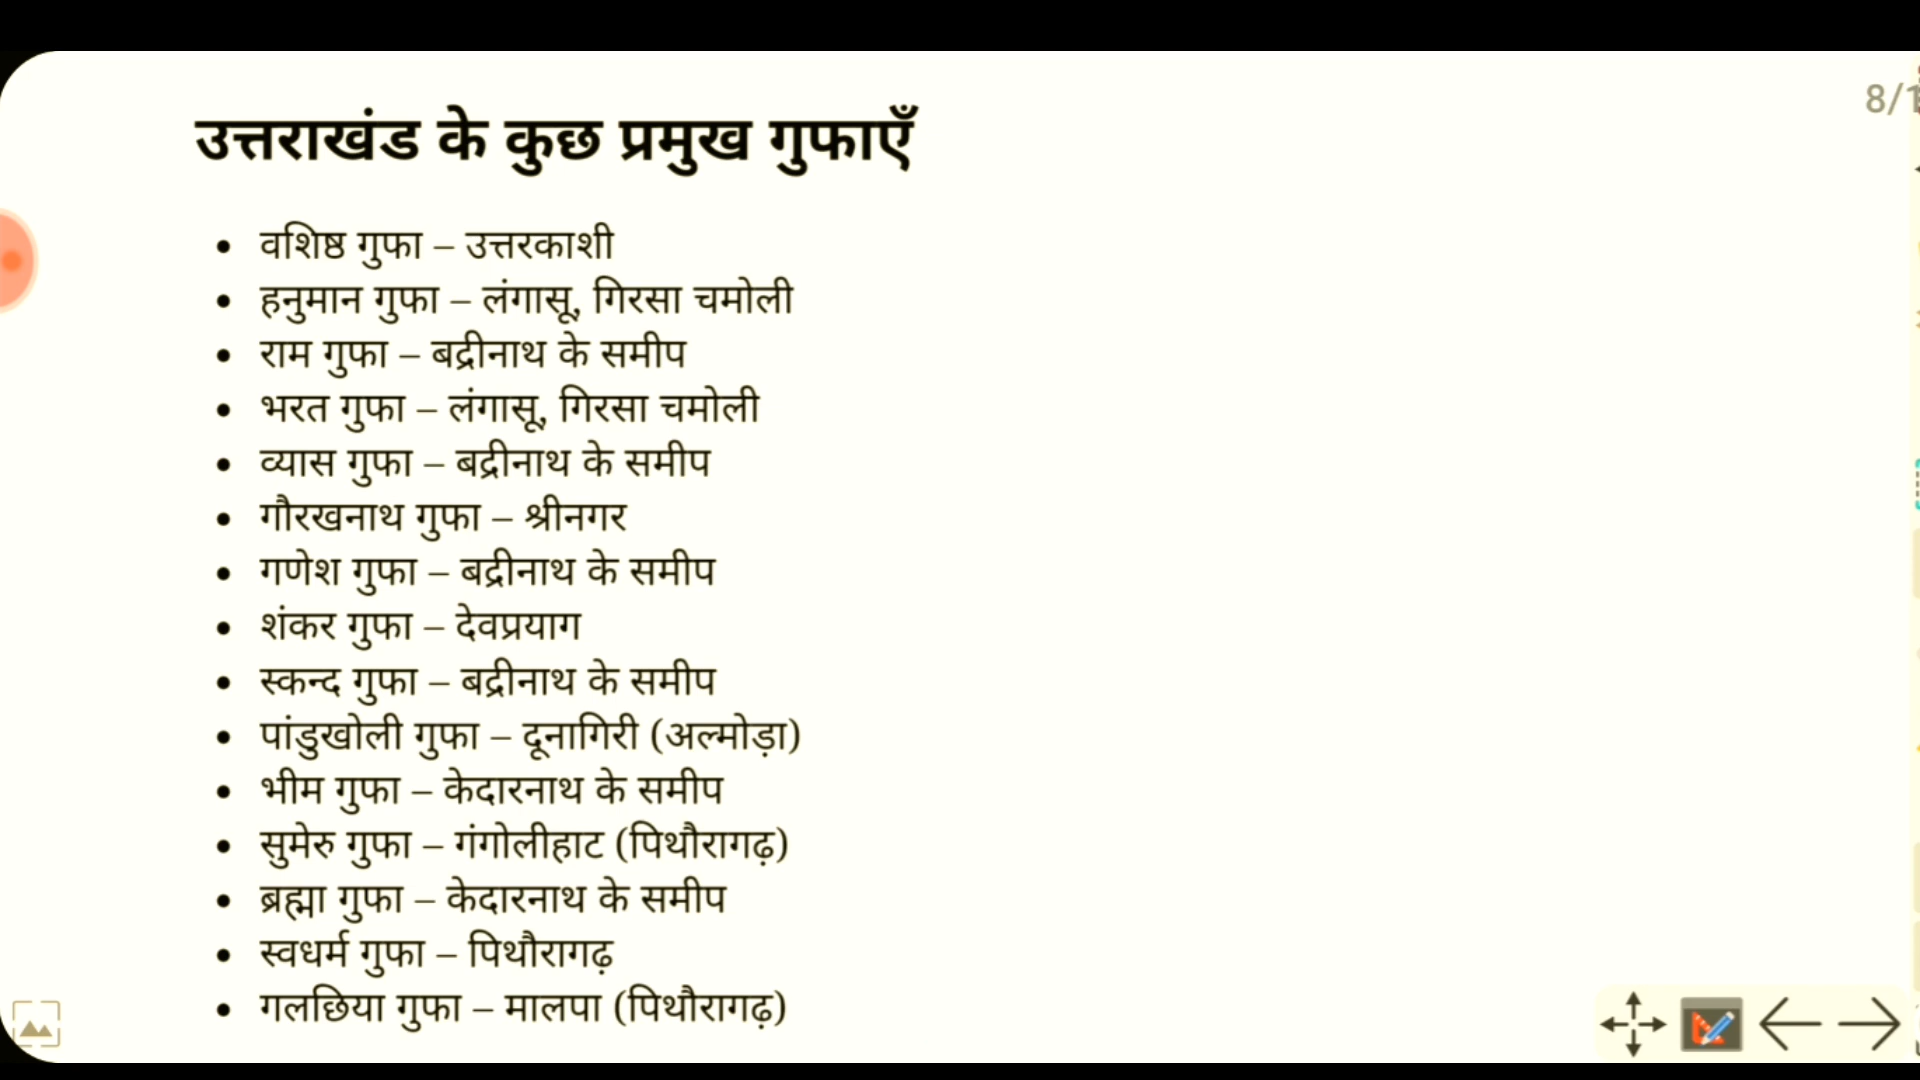 8/1
उत्तराखंड के कुछ प्रमुख गुफाएँ
• वशिष्ठ गुफा – उत्तरकाशी
• हनुमान गुफा – लंगासू, गिरसा चमोली
• राम गुफा – बद्रीनाथ के समीप
• भरत गुफा – लंगासू, गिरसा चमोली
• व्यास गुफा – बद्रीनाथ के समीप
• गौरखनाथ गुफा – श्रीनगर
• गणेश गुफा – बद्रीनाथ के समीप
• शंकर गुफा – देवप्रयाग
• स्कन्द गुफा – बद्रीनाथ के समीप
• पांडुखोली गुफा – दूनागिरी (अल्मोड़ा)
• भीम गुफा – केदारनाथ के समीप
• सुमेरु गुफा – गंगोलीहाट (पिथौरागढ़)
• ब्रह्मा गुफा – केदारनाथ के समीप
• स्वधर्म गुफा – पिथौरागढ़
• गलछिया गुफा – मालपा (पिथौरागढ़)